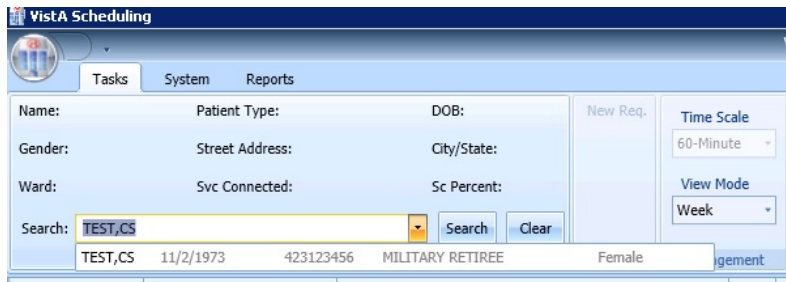 VistA Scheduling
Tasks System Reports
Name: Patient Type: DOB: New Req. Time Scale
Gender: Street Address: City/State: 60-Minute
Ward: Svc Connected: Sc Percent: View Mode
Search: TEST,CS Search Clear Week
TEST,CS 11/2/1973 423123456 MILITARY RETIREE Female